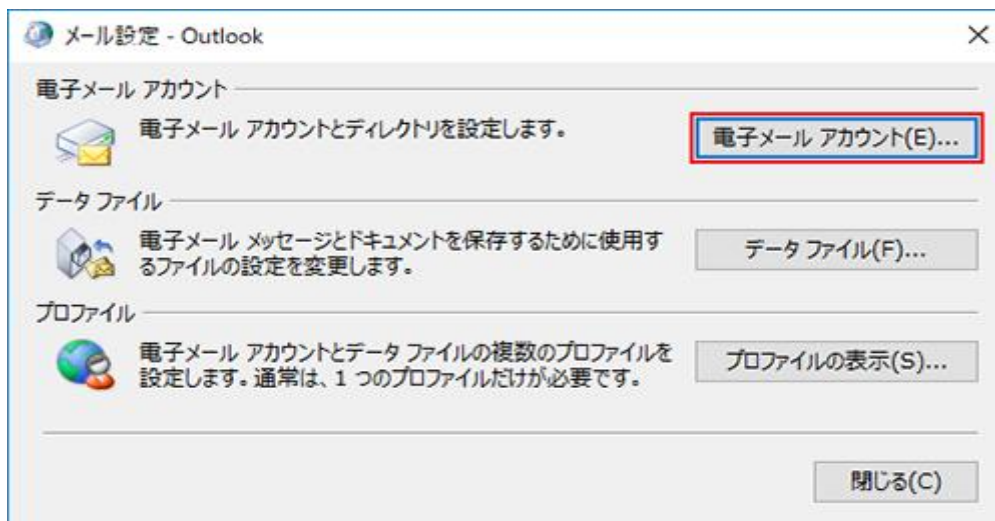 メール設定 - Outlook
電子メール アカウント
電子メール アカウントとディレクトリを設定します。
電子メール アカウント(E)...
データ ファイル
電子メール メッセージとドキュメントを保存するために使用す
るファイルの設定を変更します。
データ ファイル(F)...
プロファイル
電子メール アカウントとデータ ファイルの複数のプロファイルを
設定します。通常は、1 つのプロファイルだけが必要です。
プロファイルの表示(S)...
閉じる(C)